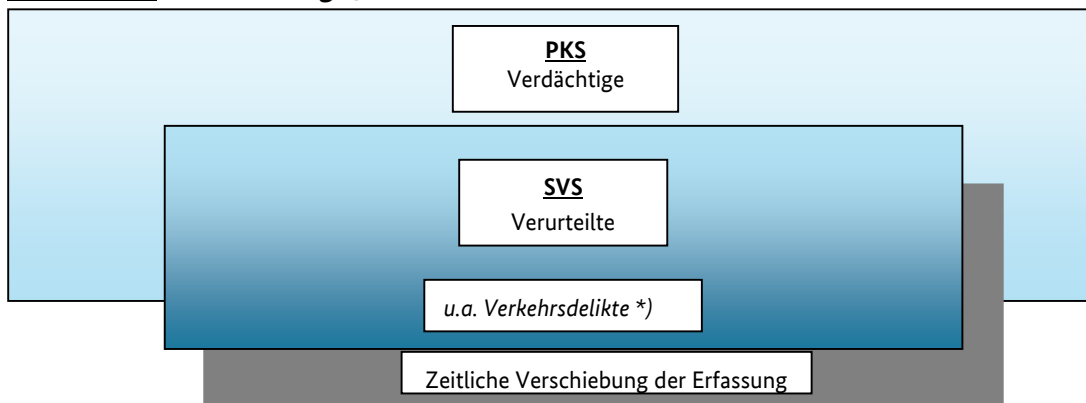 PKS
Verdächtige
SVS
Verurteilte
u.a. Verkehrsdelikte *)
Zeitliche Verschiebung der Erfassung